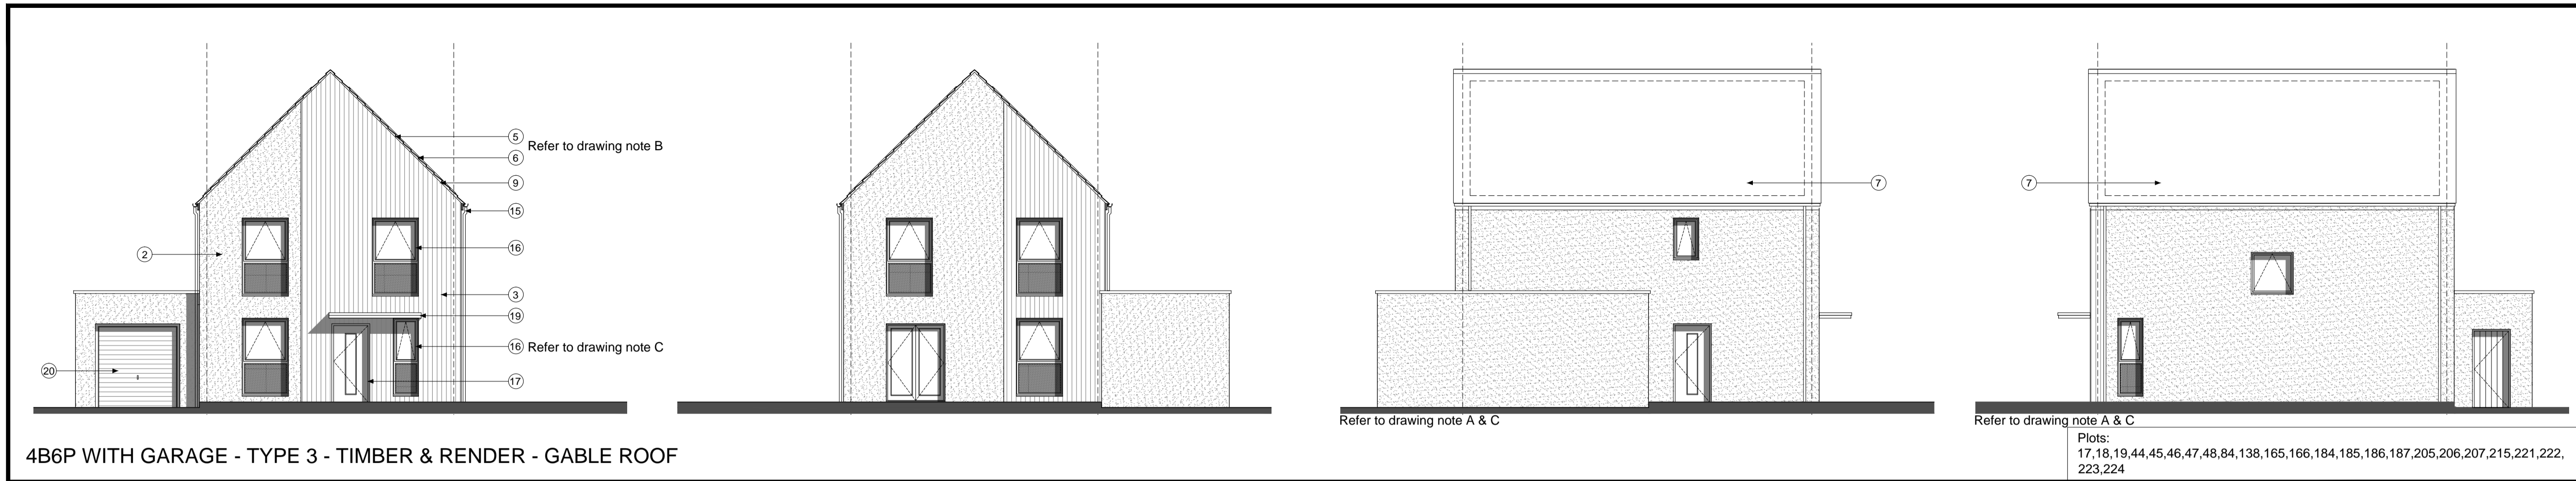 5
Refer to drawing note B
6
9
15
2
16
3
19
16 Refer to drawing note C
20
17
7
7
Refer to drawing note A & C
Refer to drawing note A & C
4B6P WITH GARAGE - TYPE 3 - TIMBER & RENDER - GABLE ROOF
Plots:
17,18,19,44,45,46,47,48,84,138,165,166,184,185,186,187,205,206,207,215,221,222,
223,224